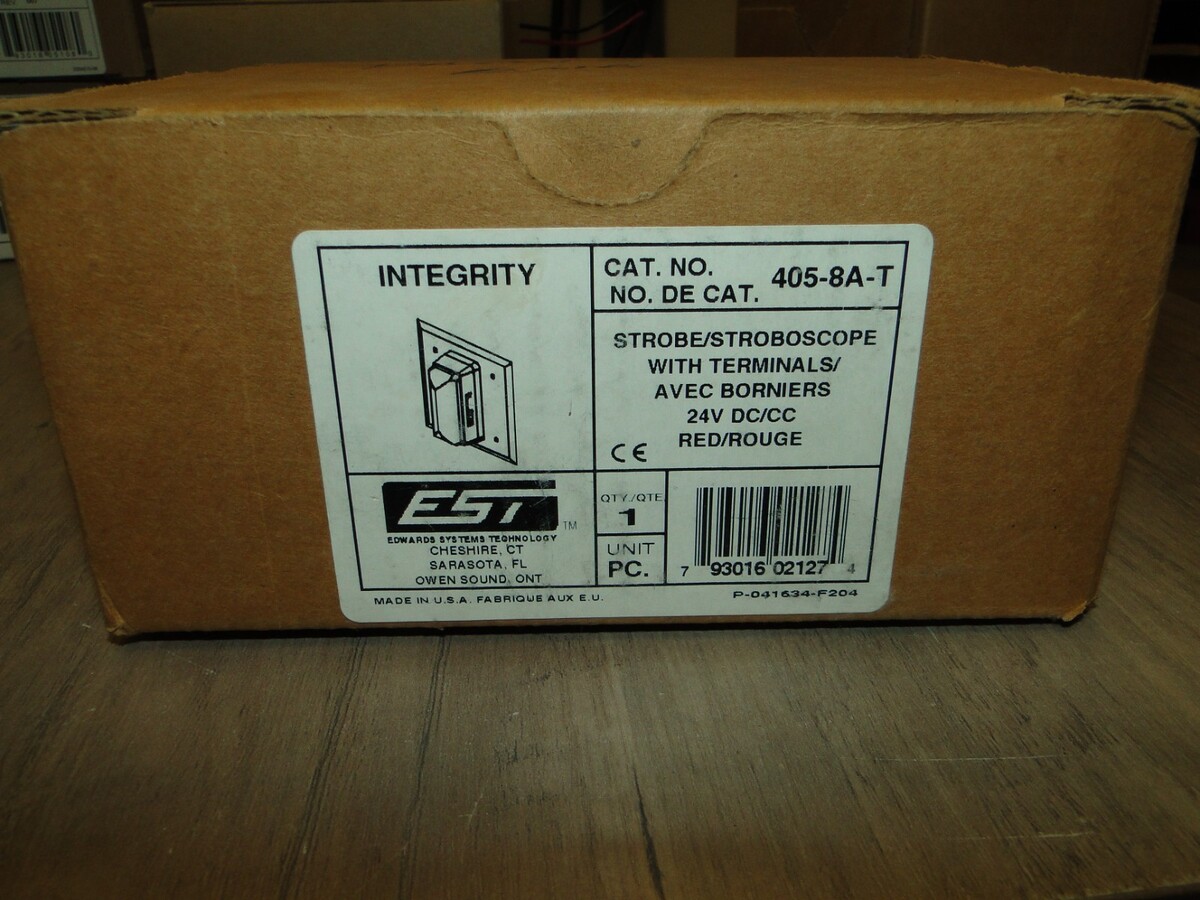 INTEGRITY
CAT. NO.
NO. DE CAT. 405-8A-T
STROBE/STROBOSCOPE
WITH TERMINALS/
AVEC BORNIERS
24V DC/CC
RED/ROUGE
CE
EST TM
EDWARDS SYSTEMS TECHNOLOGY
CHESHIRE, CT
SARASOTA, FL
OWEN SOUND, ONT
QTY./QTE.
1
UNIT
PC.
7 93016 02127 4
MADE IN U.S.A. FABRIQUE AUX E.U.
P-041634-F204